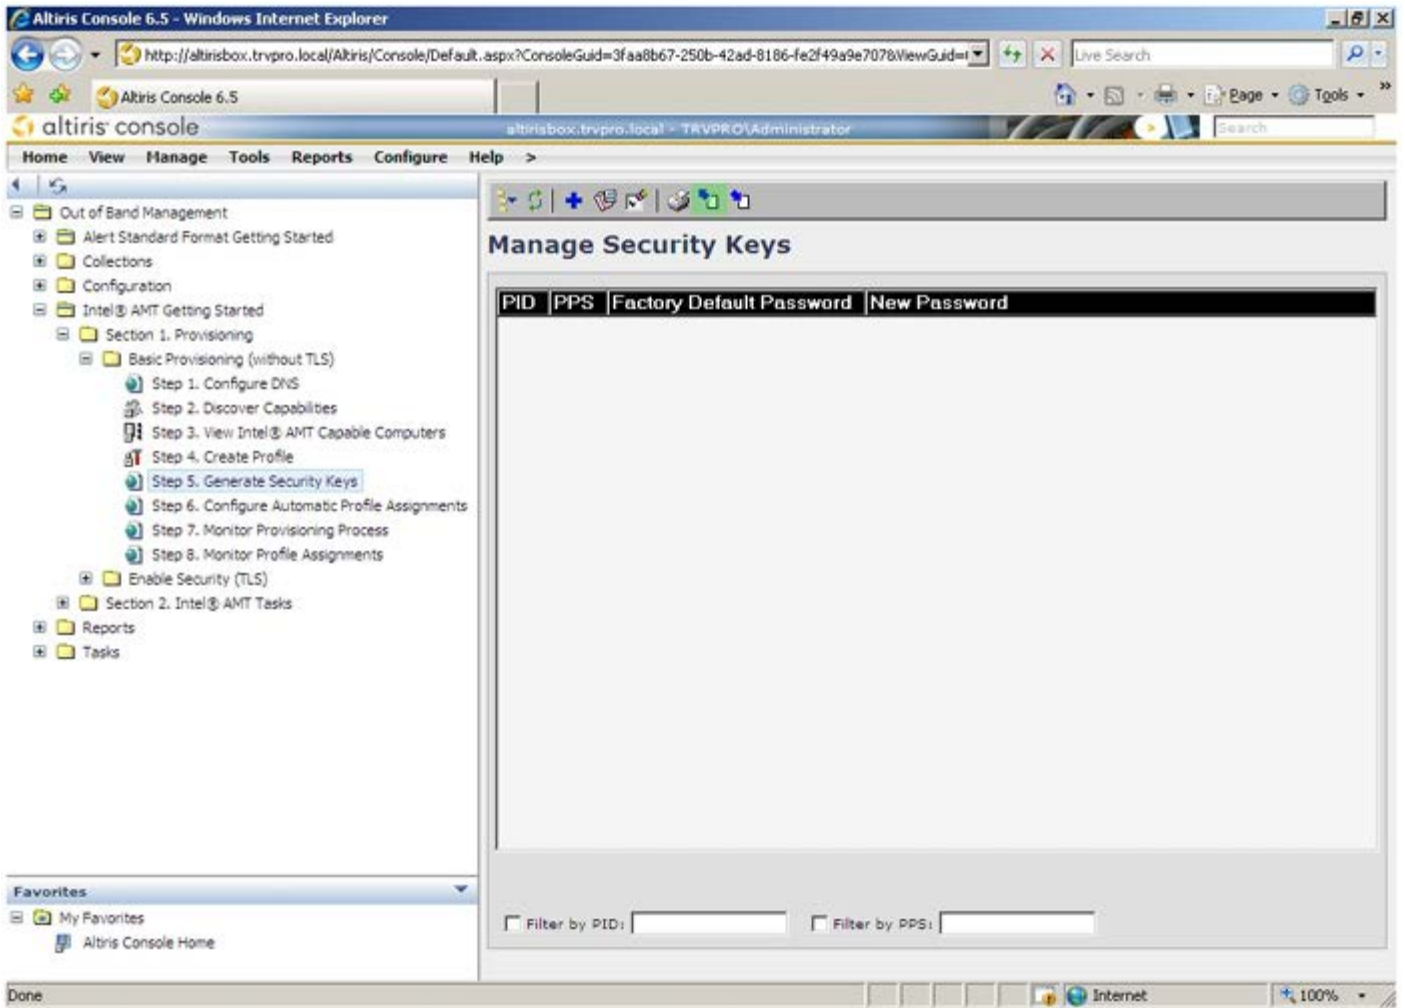 Altiris Console 6.5 - Windows Internet Explorer
http://altirisbox.trvpro.local/Altiris/Console/Default.aspx?ConsoleGuid=3faa8b67-250b-42ad-8186-fe2f49a9e707&ViewGuid=
Live Search
Altiris Console 6.5
Page
Tools
altiris console
altirisbox.trvpro.local - TRVPRO\Administrator
Search
Home View Manage Tools Reports Configure Help >
Out of Band Management
Alert Standard Format Getting Started
Collections
Configuration
Intel® AMT Getting Started
Section 1. Provisioning
Basic Provisioning (without TLS)
Step 1. Configure DNS
Step 2. Discover Capabilities
Step 3. View Intel® AMT Capable Computers
Step 4. Create Profile
Step 5. Generate Security Keys
Step 6. Configure Automatic Profile Assignments
Step 7. Monitor Provisioning Process
Step 8. Monitor Profile Assignments
Enable Security (TLS)
Section 2. Intel® AMT Tasks
Reports
Tasks
Manage Security Keys
PID PPS Factory Default Password New Password
Filter by PID: Filter by PPS:
Favorites
My Favorites
Altiris Console Home
Done
Internet
100%